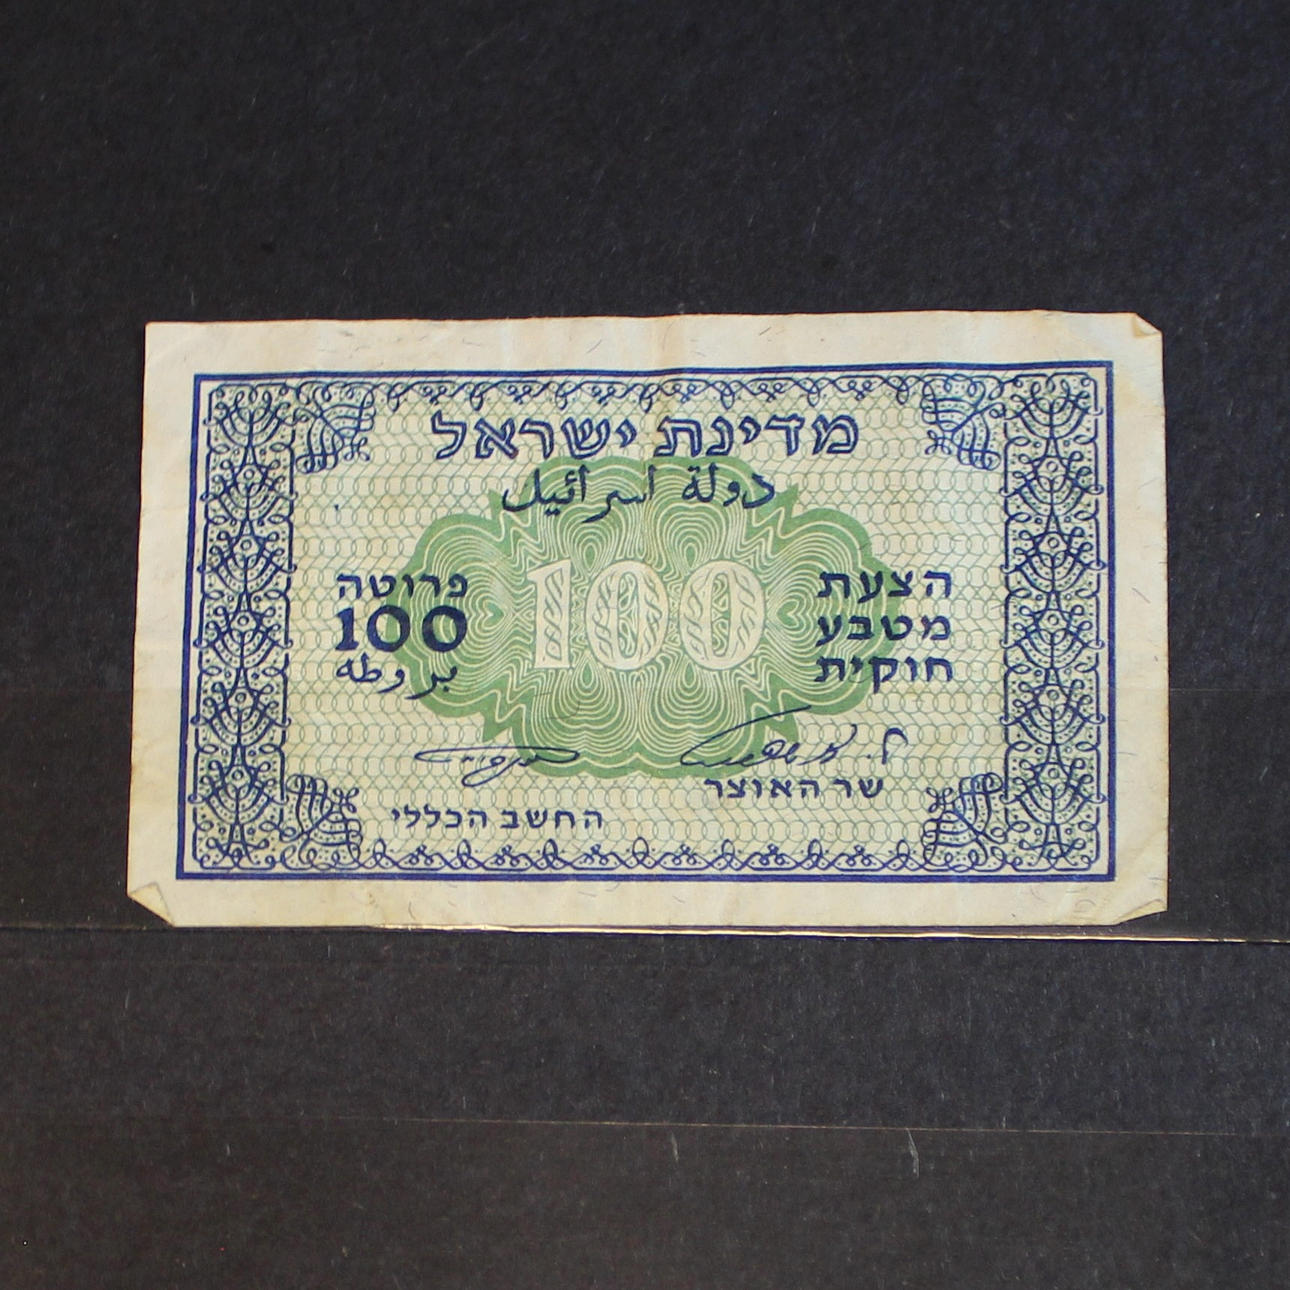 מדינת ישראל
دولة اسرائيل
הצעת
מטבע
חוקית
100
פרוטה
100
بروطة
שר האוצר
החשב הכללי